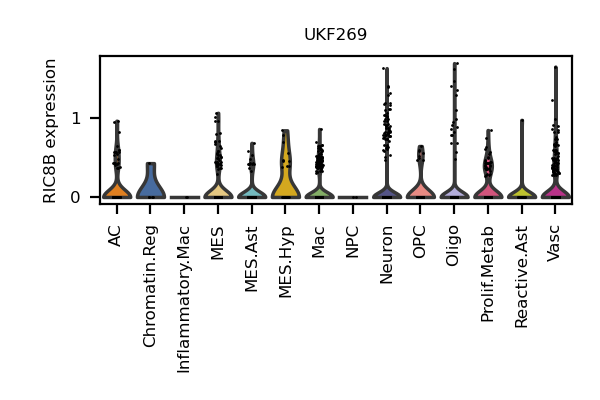 UKF269
RIC8B expression
1
0
AC
Chromatin.Reg
Inflammatory.Mac
MES
MES.Ast
MES.Hyp
Mac
NPC
Neuron
OPC
Oligo
Prolif.Metab
Reactive.Ast
Vasc